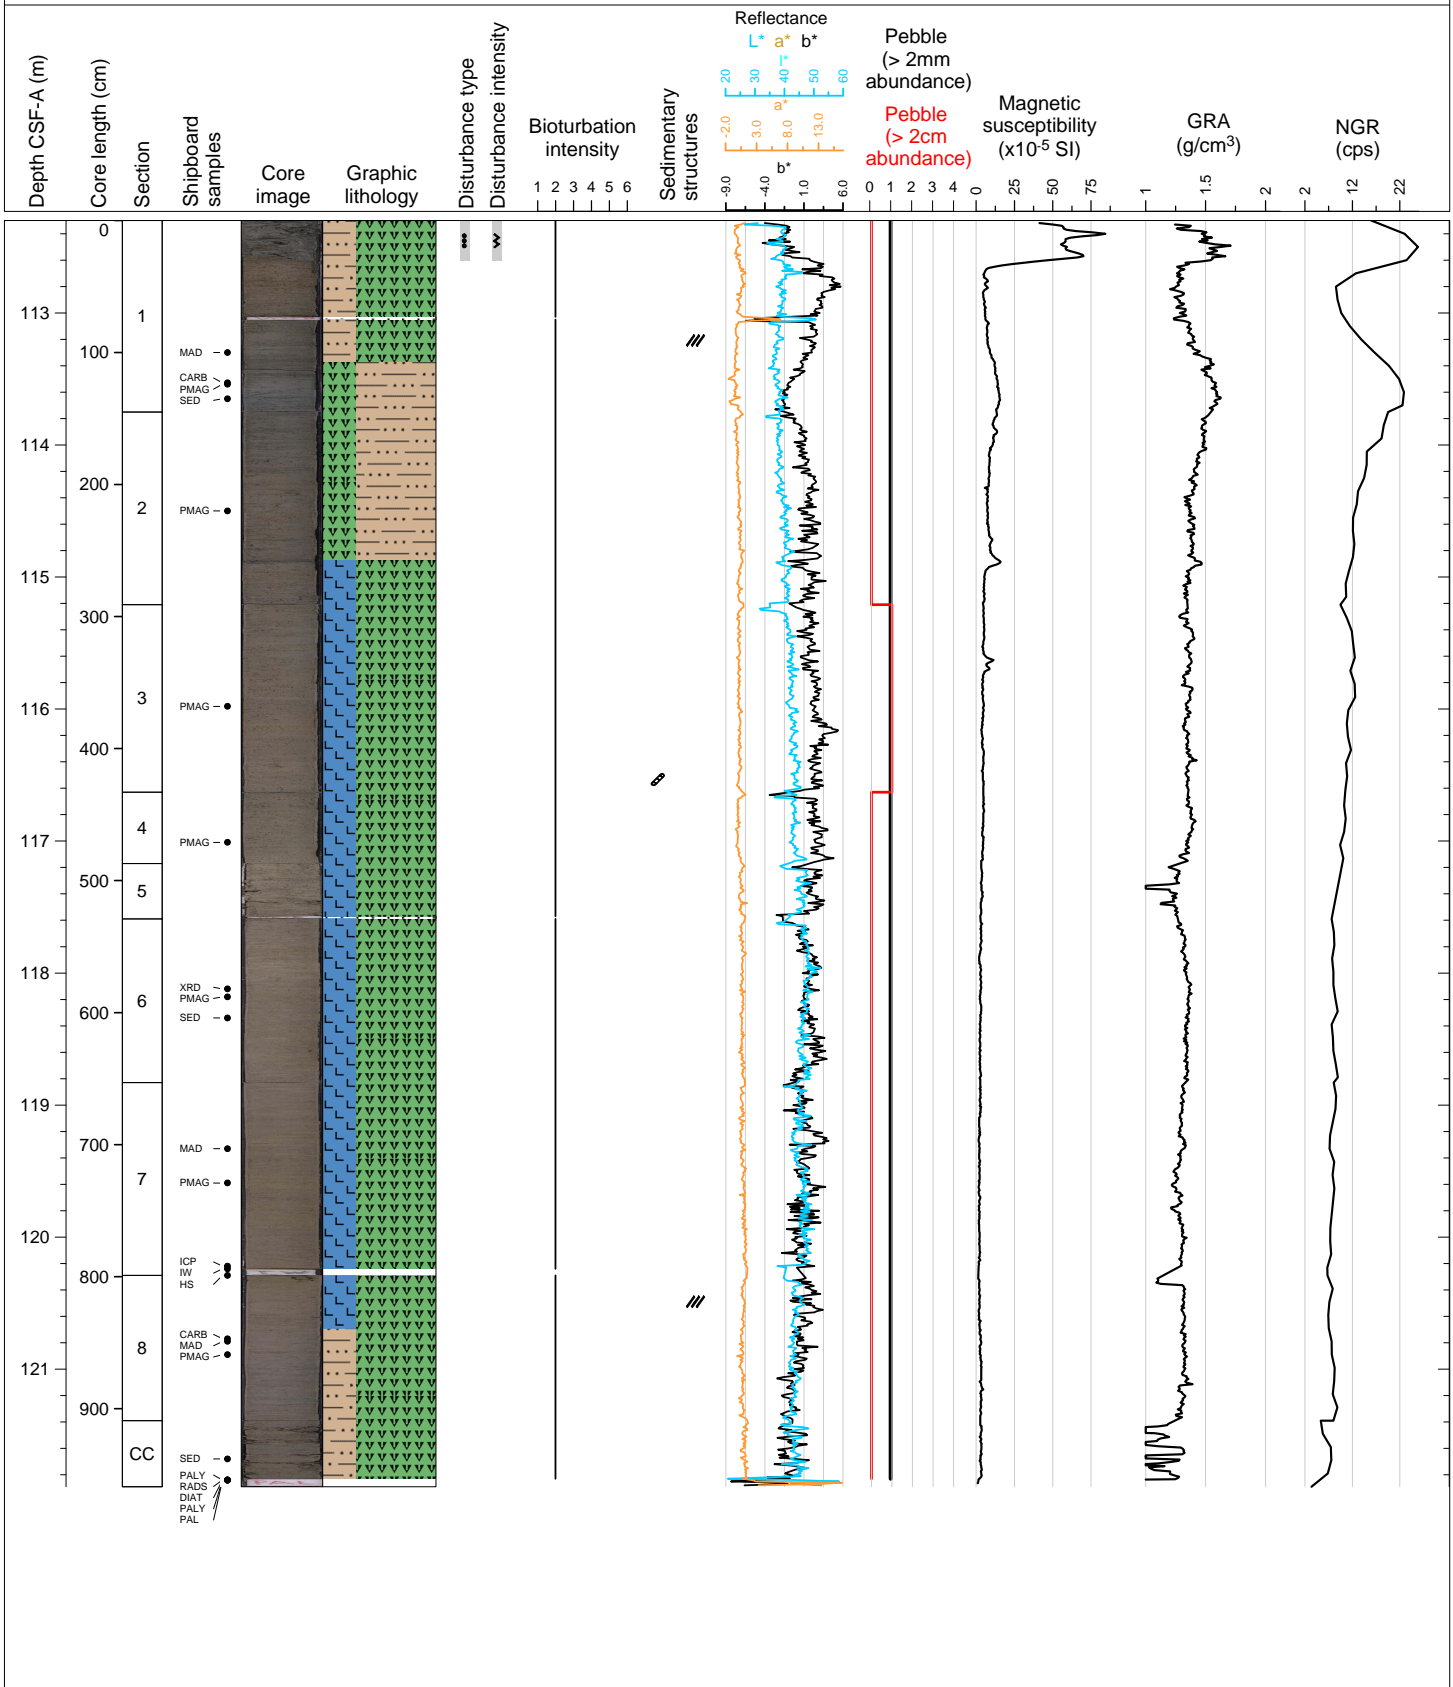 Depth CSF-A (m)
Core length (cm)
Section
Shipboard
samples
Core
image
Graphic
lithology
Disturbance type
Disturbance intensity
Bioturbation
intensity
1 2 3 4 5 6
Sedimentary
structures
Reflectance
L* a* b*
L*
20 30 40 50 60
a*
-2.0 3.0 8.0 13.0
b*
-9.0 -4.0 1.0 6.0
Pebble
(> 2mm
abundance)
Pebble
(> 2cm
abundance)
0 1 2 3 4
Magnetic
susceptibility
(x10-5 SI)
0 25 50 75
GRA
(g/cm3)
1 1.5 2
NGR
(cps)
2 12 22
0
113
1
100
MAD
CARB
PMAG
SED
114
200
2
PMAG
115
300
3
PMAG
116
400
4
117
PMAG
500
5
118
XRD
6
PMAG
600
SED
119
700
MAD
7
PMAG
120
ICP
IW
800
HS
CARB
MAD
8
PMAG
121
900
CC
SED
PALY
RADS
DIAT
PALY
PAL